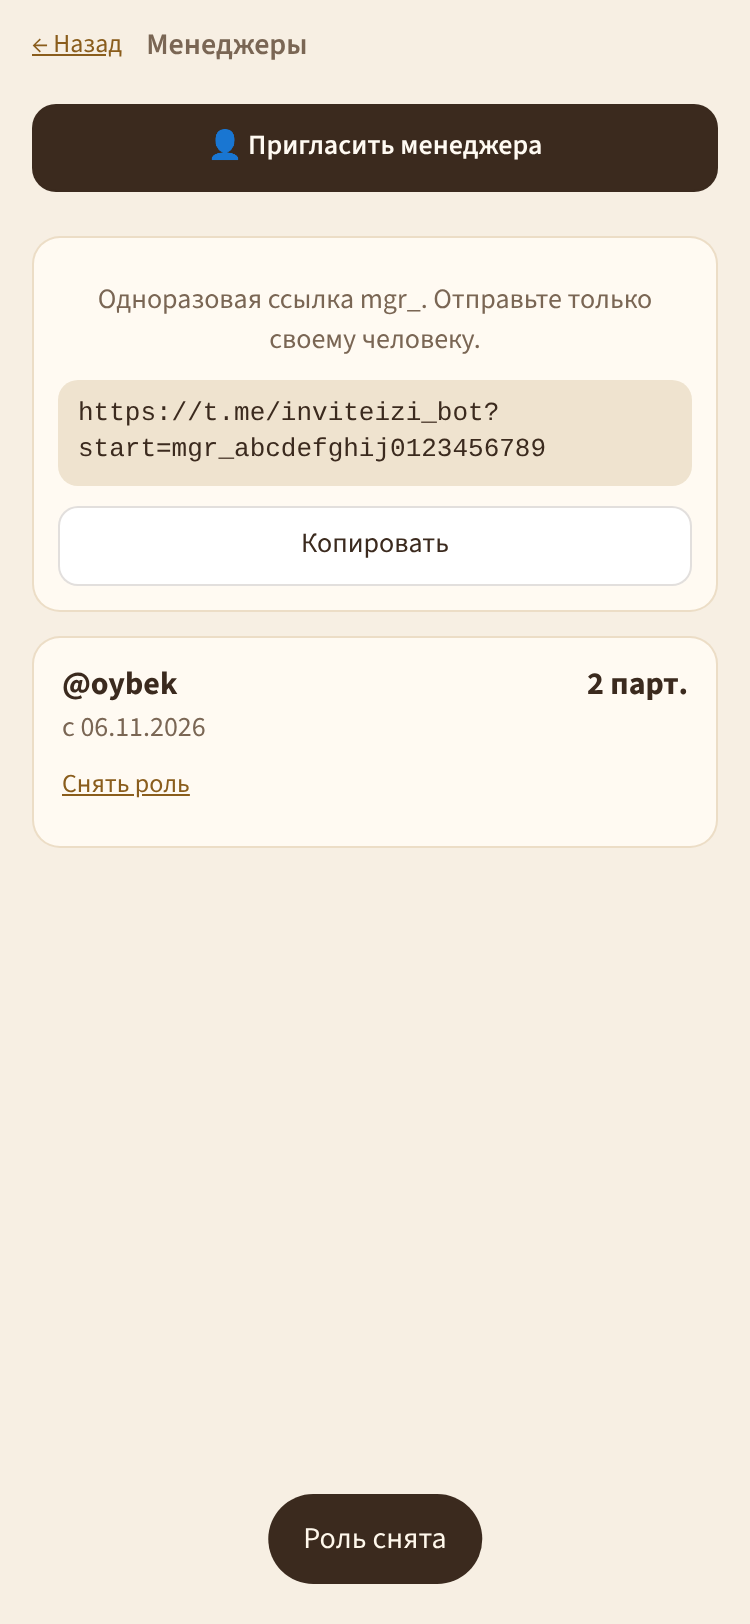 ← Назад Менеджеры
👤 Пригласить менеджера
Одноразовая ссылка mgr_. Отправьте только
своему человеку.
https://t.me/inviteizi_bot?
start=mgr_abcdefghij0123456789
Копировать
@oybek 2 парт.
с 06.11.2026
Снять роль
Роль снята